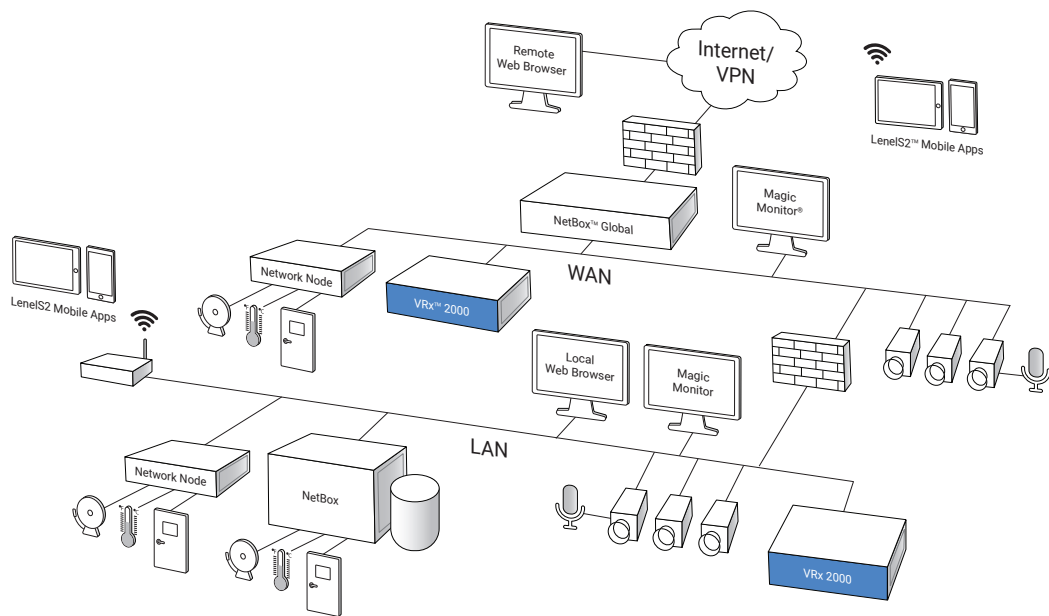 Remote
Web Browser
Internet/
VPN
LenelS2™ Mobile Apps
NetBox™ Global
Magic
Monitor®
Network Node
VRx™ 2000
WAN
LenelS2 Mobile Apps
Local
Web Browser
Magic
Monitor
LAN
Network Node
NetBox
VRx 2000